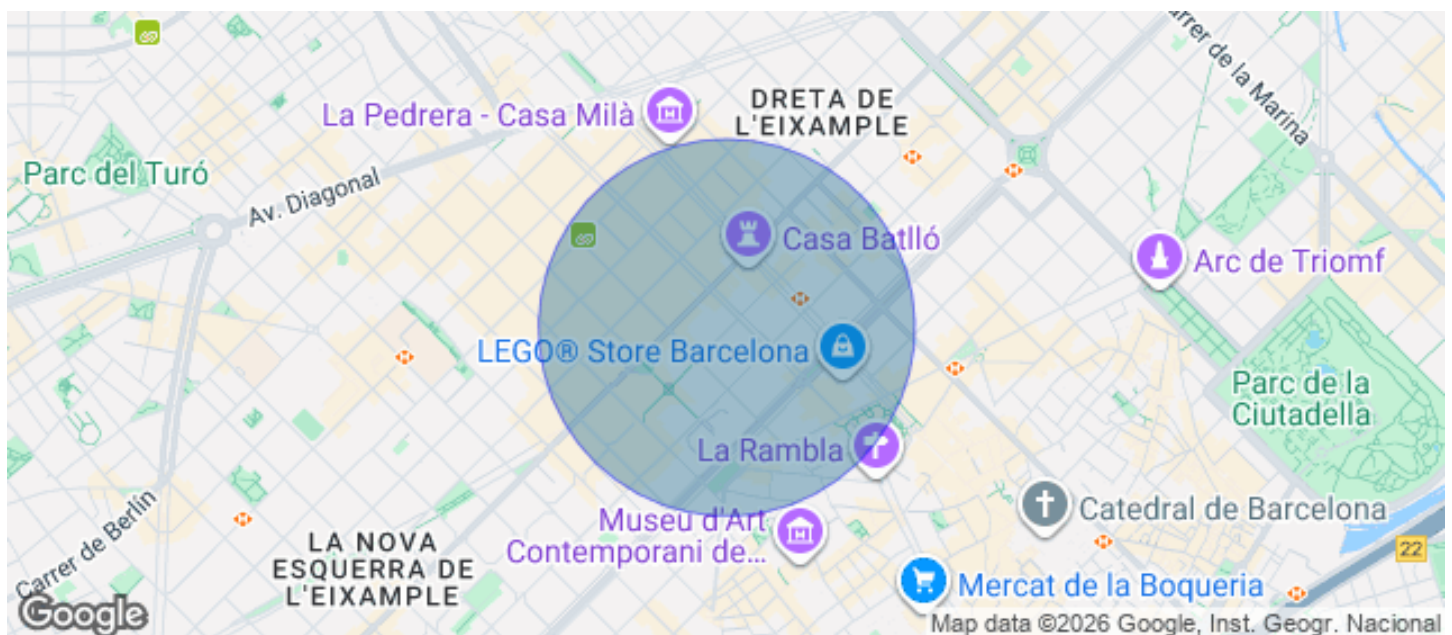 Carrer de la Marina
DRETA DE
L'EIXAMPLE
La Pedrera - Casa Milà
Parc del Turó
Av. Diagonal
Casa Batlló
Arc de Triomf
LEGO® Store Barcelona
Parc de la
Ciutadella
La Rambla
Catedral de Barcelona
Museu d'Art
Contemporani de...
LA NOVA
ESQUERRA DE
L'EIXAMPLE
Carrer de Berlín
22
Mercat de la Boqueria
Google
Map data ©2026 Google, Inst. Geogr. Nacional